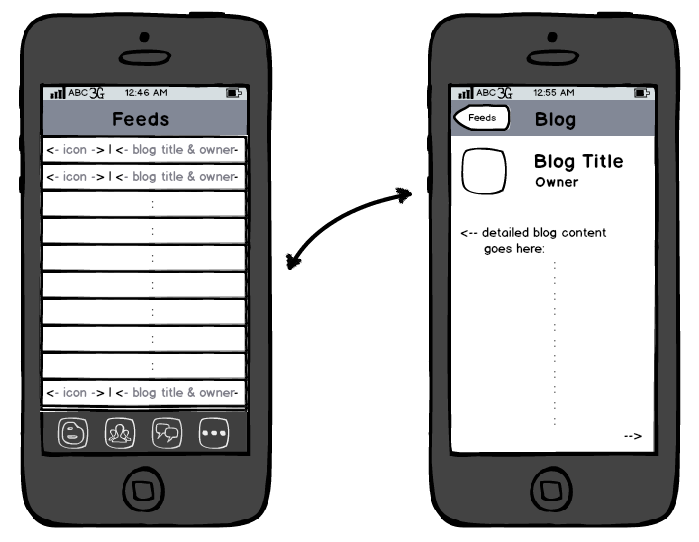 ABC 3G 12:46 AM
Feeds
<- icon -> | <- blog title & owner-
<- icon -> | <- blog title & owner-
:
:
:
:
:
:
:
<- icon -> | <- blog title & owner-
ABC 3G 12:55 AM
Feeds Blog
Blog Title
Owner
<-- detailed blog content
goes here:
-->